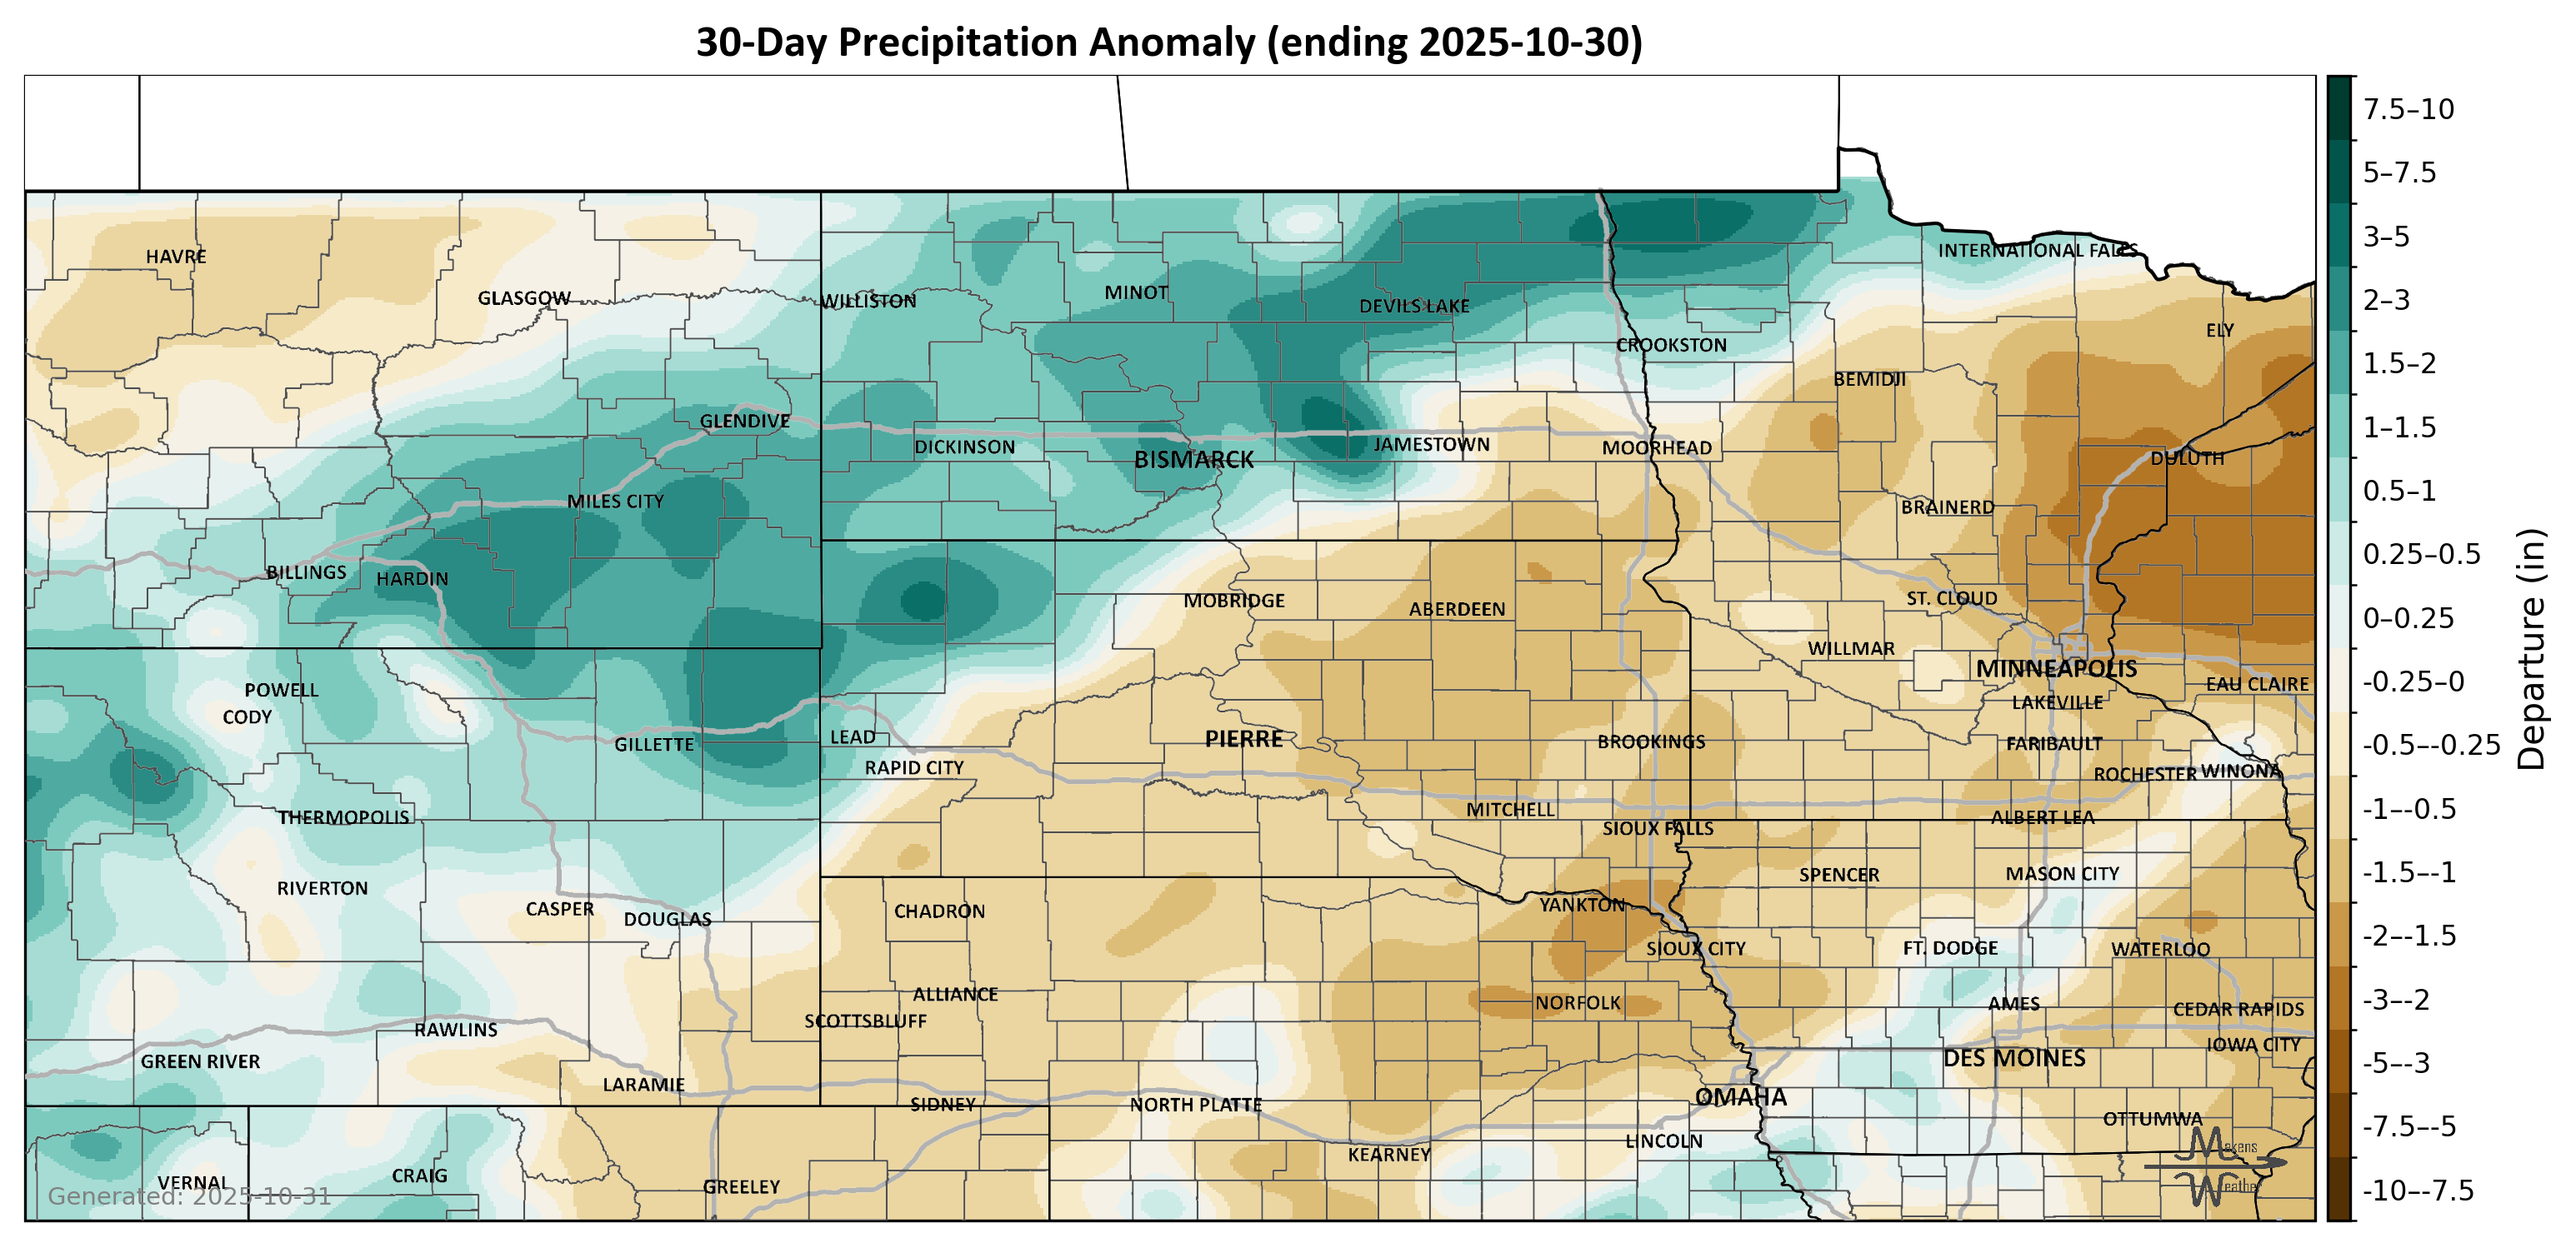 30-Day Precipitation Anomaly (ending 2025-10-30)
7.5–10
5–7.5
3–5
2–3
1.5–2
1–1.5
0.5–1
0.25–0.5
0–0.25
-0.25–0
-0.5–-0.25
-1–-0.5
-1.5–-1
-2–-1.5
-3–-2
-5–-3
-7.5–-5
-10–-7.5
Departure (in)
HAVRE
INTERNATIONAL FALLS
GLASGOW
WILLISTON
MINOT
DEVILS LAKE
ELY
CROOKSTON
BEMIDJI
GLENDIVE
DICKINSON
BISMARCK
JAMESTOWN
MOORHEAD
DULUTH
MILES CITY
BRAINERD
BILLINGS
HARDIN
MOBRIDGE
ABERDEEN
ST. CLOUD
WILLMAR
MINNEAPOLIS
POWELL
EAU CLAIRE
CODY
LAKEVILLE
GILLETTE
LEAD
PIERRE
BROOKINGS
FARIBAULT
RAPID CITY
ROCHESTER
WINONA
THERMOPOLIS
MITCHELL
ALBERT LEA
SIOUX FALLS
RIVERTON
SPENCER
MASON CITY
CASPER
DOUGLAS
CHADRON
YANKTON
SIOUX CITY
FT. DODGE
WATERLOO
ALLIANCE
NORFOLK
AMES
CEDAR RAPIDS
SCOTTSBLUFF
RAWLINS
GREEN RIVER
DES MOINES
IOWA CITY
LARAMIE
SIDNEY
NORTH PLATTE
OMAHA
OTTUMWA
LINCOLN
KEARNEY
VERNAL
CRAIG
GREELEY
Generated: 2025-10-31
Makens
Weather